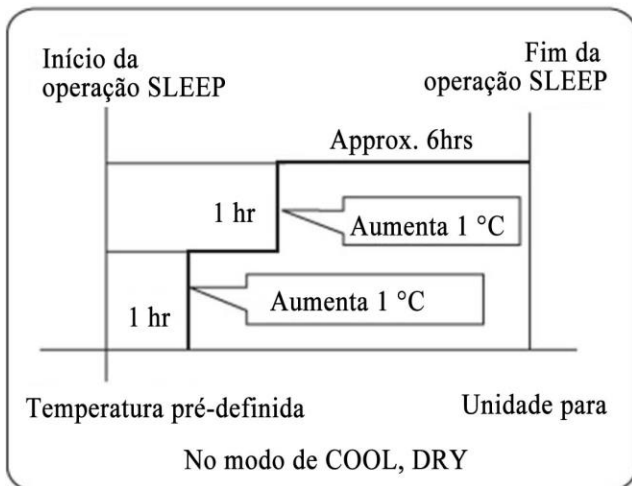 Início da
operação SLEEP
Fim da
operação SLEEP
Approx. 6hrs
1 hr
Aumenta 1 °C
1 hr
Aumenta 1 °C
Temperatura pré-definida
Unidade para
No modo de COOL, DRY